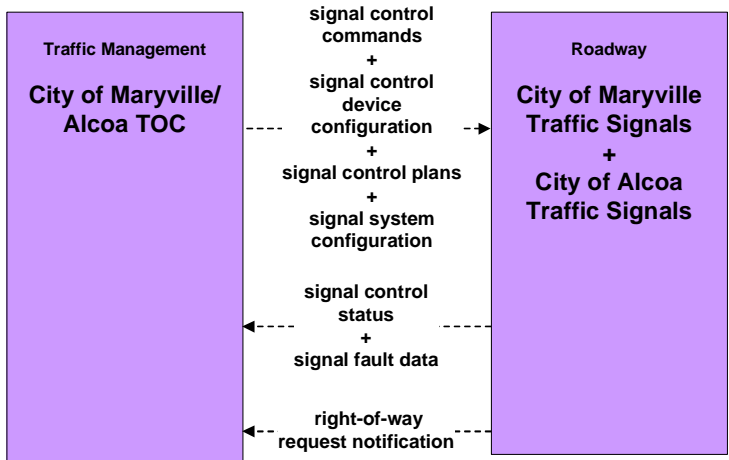 Traffic Management
City of Maryville/
Alcoa TOC
signal control
commands
+
signal control
device
configuration
+
signal control plans
+
signal system
configuration
signal control
status
+
signal fault data
right-of-way
request notification
Roadway
City of Maryville
Traffic Signals
+
City of Alcoa
Traffic Signals